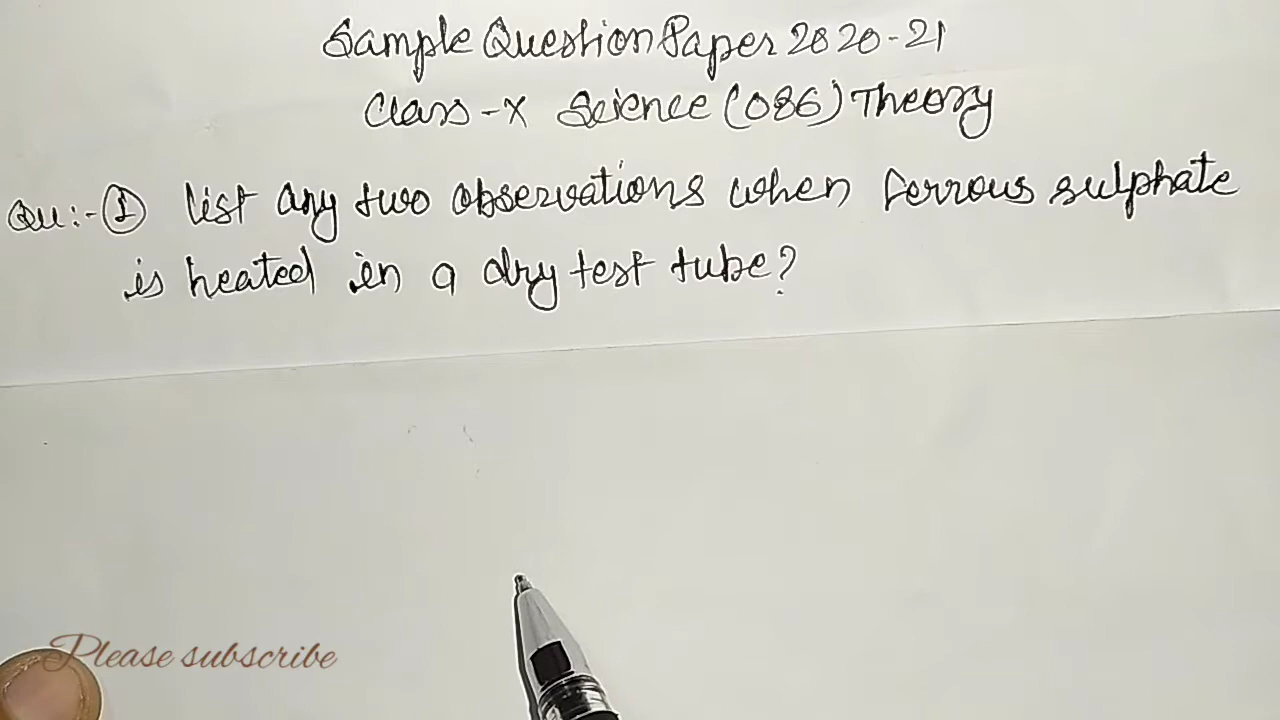 Sample Question Paper 2020-21
Class-X Science (086) Theory
Qu:-① List any two observations when ferrous sulphate
is heated in a dry test tube?
Please subscribe